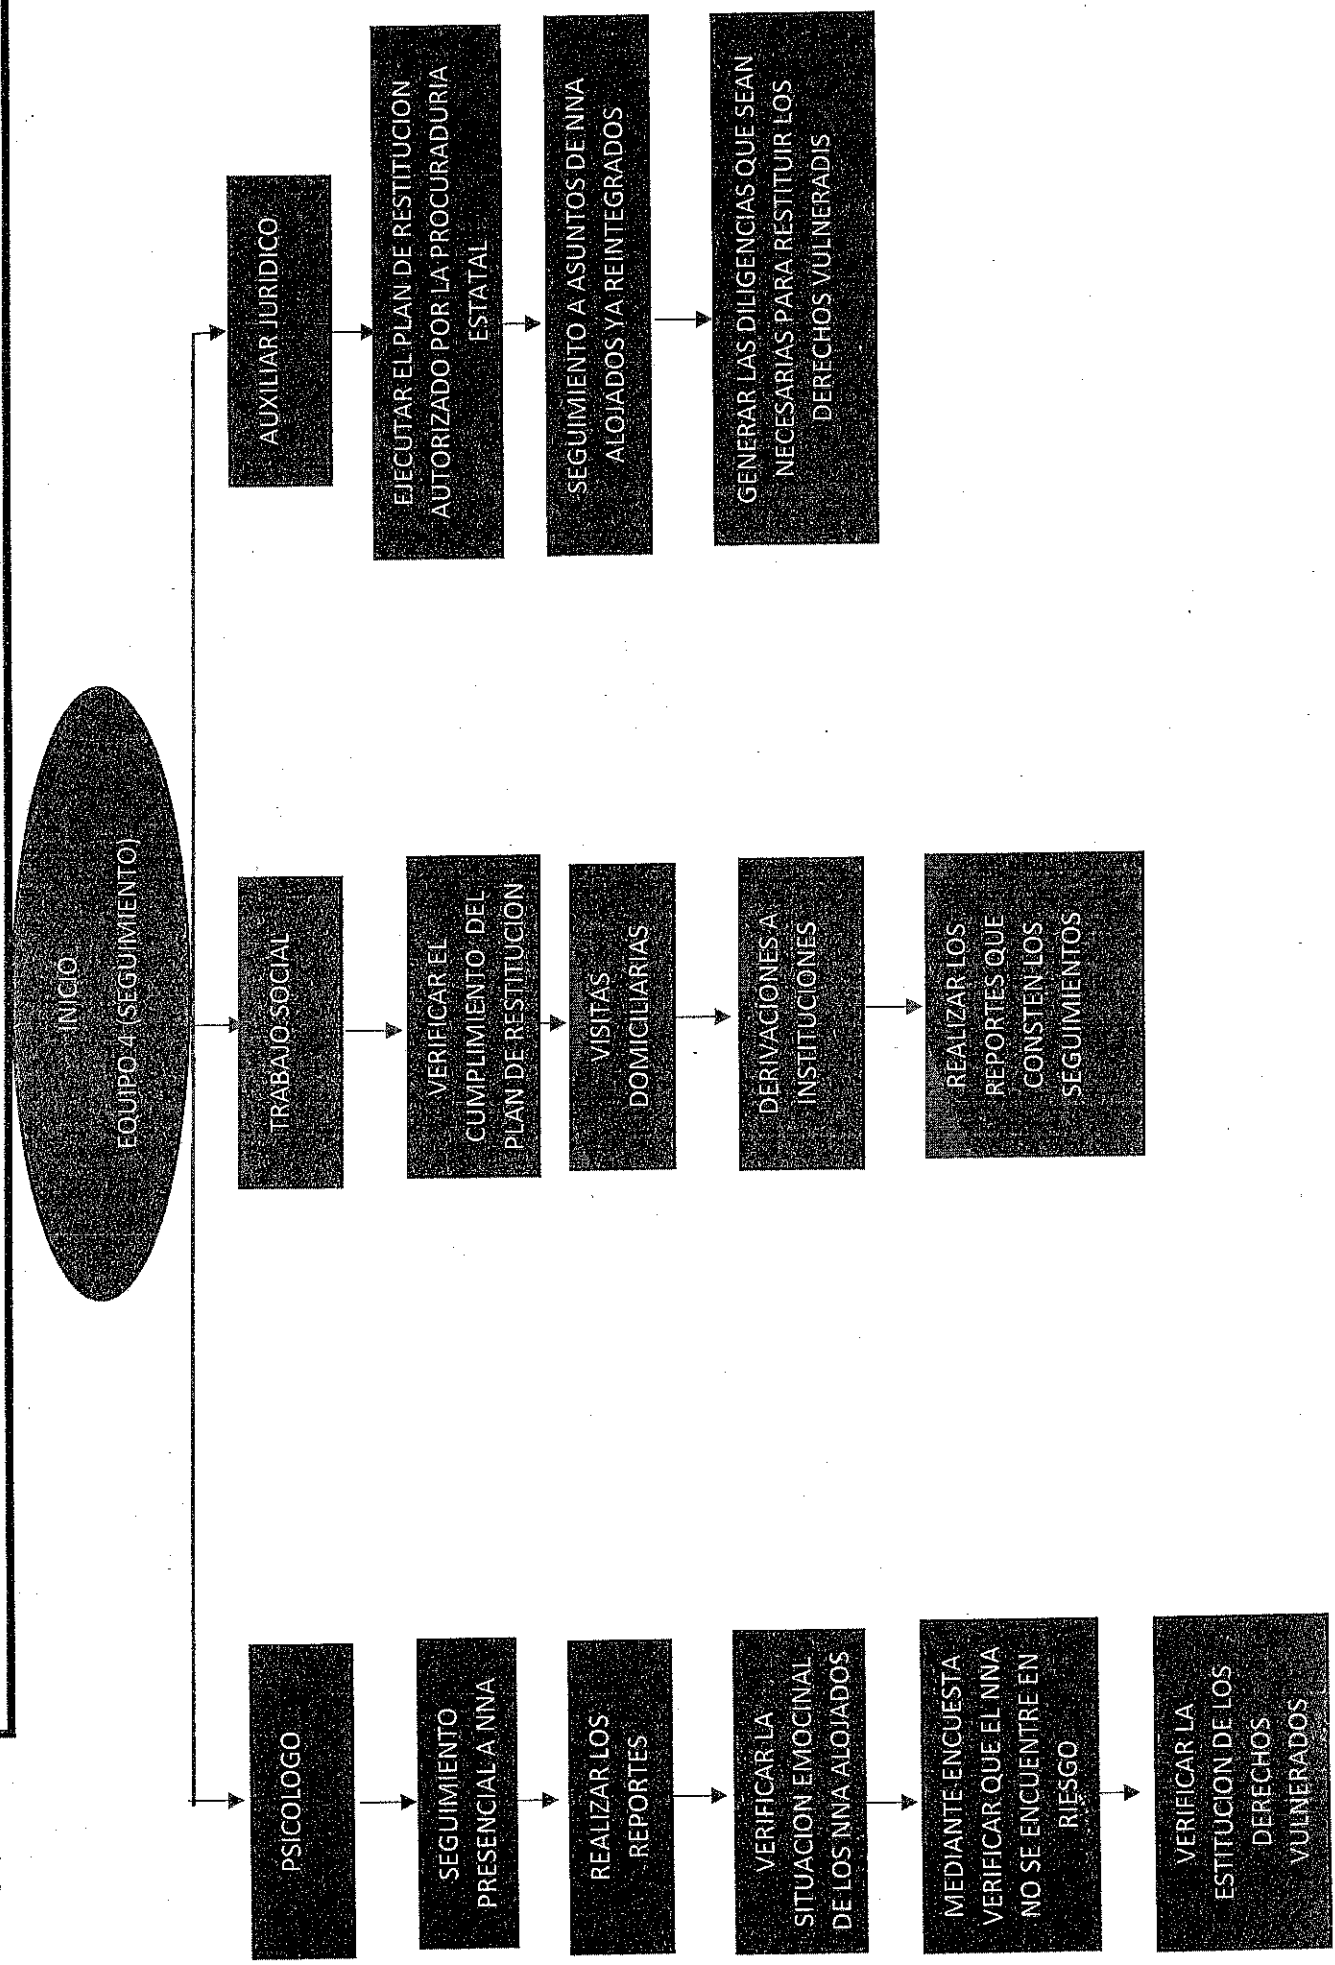 INICIO
EQUIPO 4 (SEGUIMIENTO)
PSICOLOGO
SEGUIMIENTO
PRESENCIAL A NNA
REALIZAR LOS
REPORTES
VERIFICAR LA
SITUACION EMOCINAL
DE LOS NNA ALOJADOS
MEDIANTE ENCUESTA
VERIFICAR QUE EL NNA
NO SE ENCUENTRE EN
RIESGO
VERIFICAR LA
ESTITUCION DE LOS
DERECHOS
VULNERADOS
TRABAJO SOCIAL
VERIFICAR EL
CUMPLIMIENTO DEL
PLAN DE RESTITUCION
VISITAS
DOMICILIARIAS
DERIVACIONES A
INSTITUCIONES
REALIZAR LOS
REPORTES QUE
CONSTEN LOS
SEGUIMIENTOS
AUXILIAR JURIDICO
EJECUTAR EL PLAN DE RESTITUCION
AUTORIZADO POR LA PROCURADURIA
ESTATAL
SEGUIMIENTO A ASUNTOS DE NNA
ALOJADOS YA REINTEGRADOS
GENERAR LAS DILIGENCIAS QUE SEAN
NECESARIAS PARA RESTITUIR LOS
DERECHOS VULNERADIS